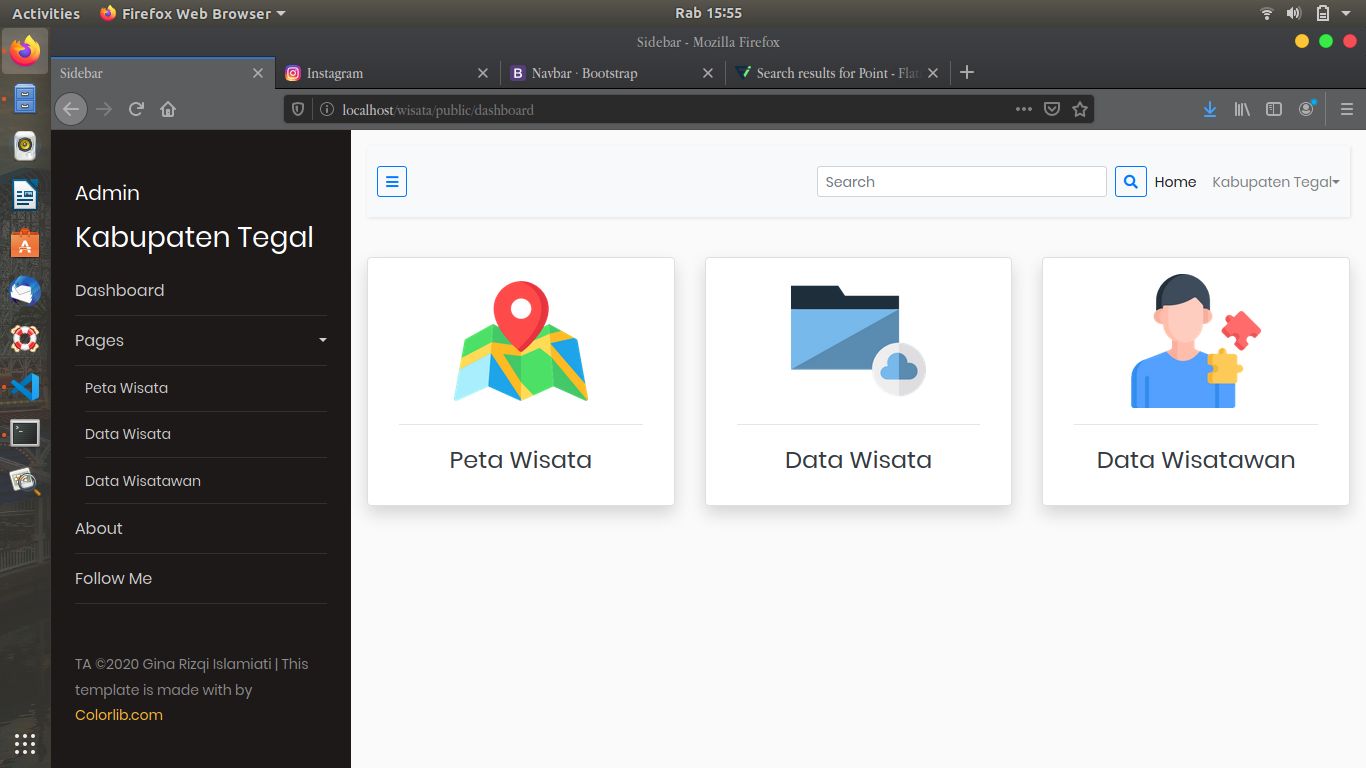 Activities
Firefox Web Browser
Rab 15:55
Sidebar - Mozilla Firefox
Sidebar
Instagram
Navbar · Bootstrap
Search results for Point - Flat
localhost/wisata/public/dashboard
Admin
Kabupaten Tegal
Dashboard
Pages
Peta Wisata
Data Wisata
Data Wisatawan
About
Follow Me
TA ©2020 Gina Rizqi Islamiati | This
template is made with by
Colorlib.com
Search
Home
Kabupaten Tegal
Peta Wisata
Data Wisata
Data Wisatawan